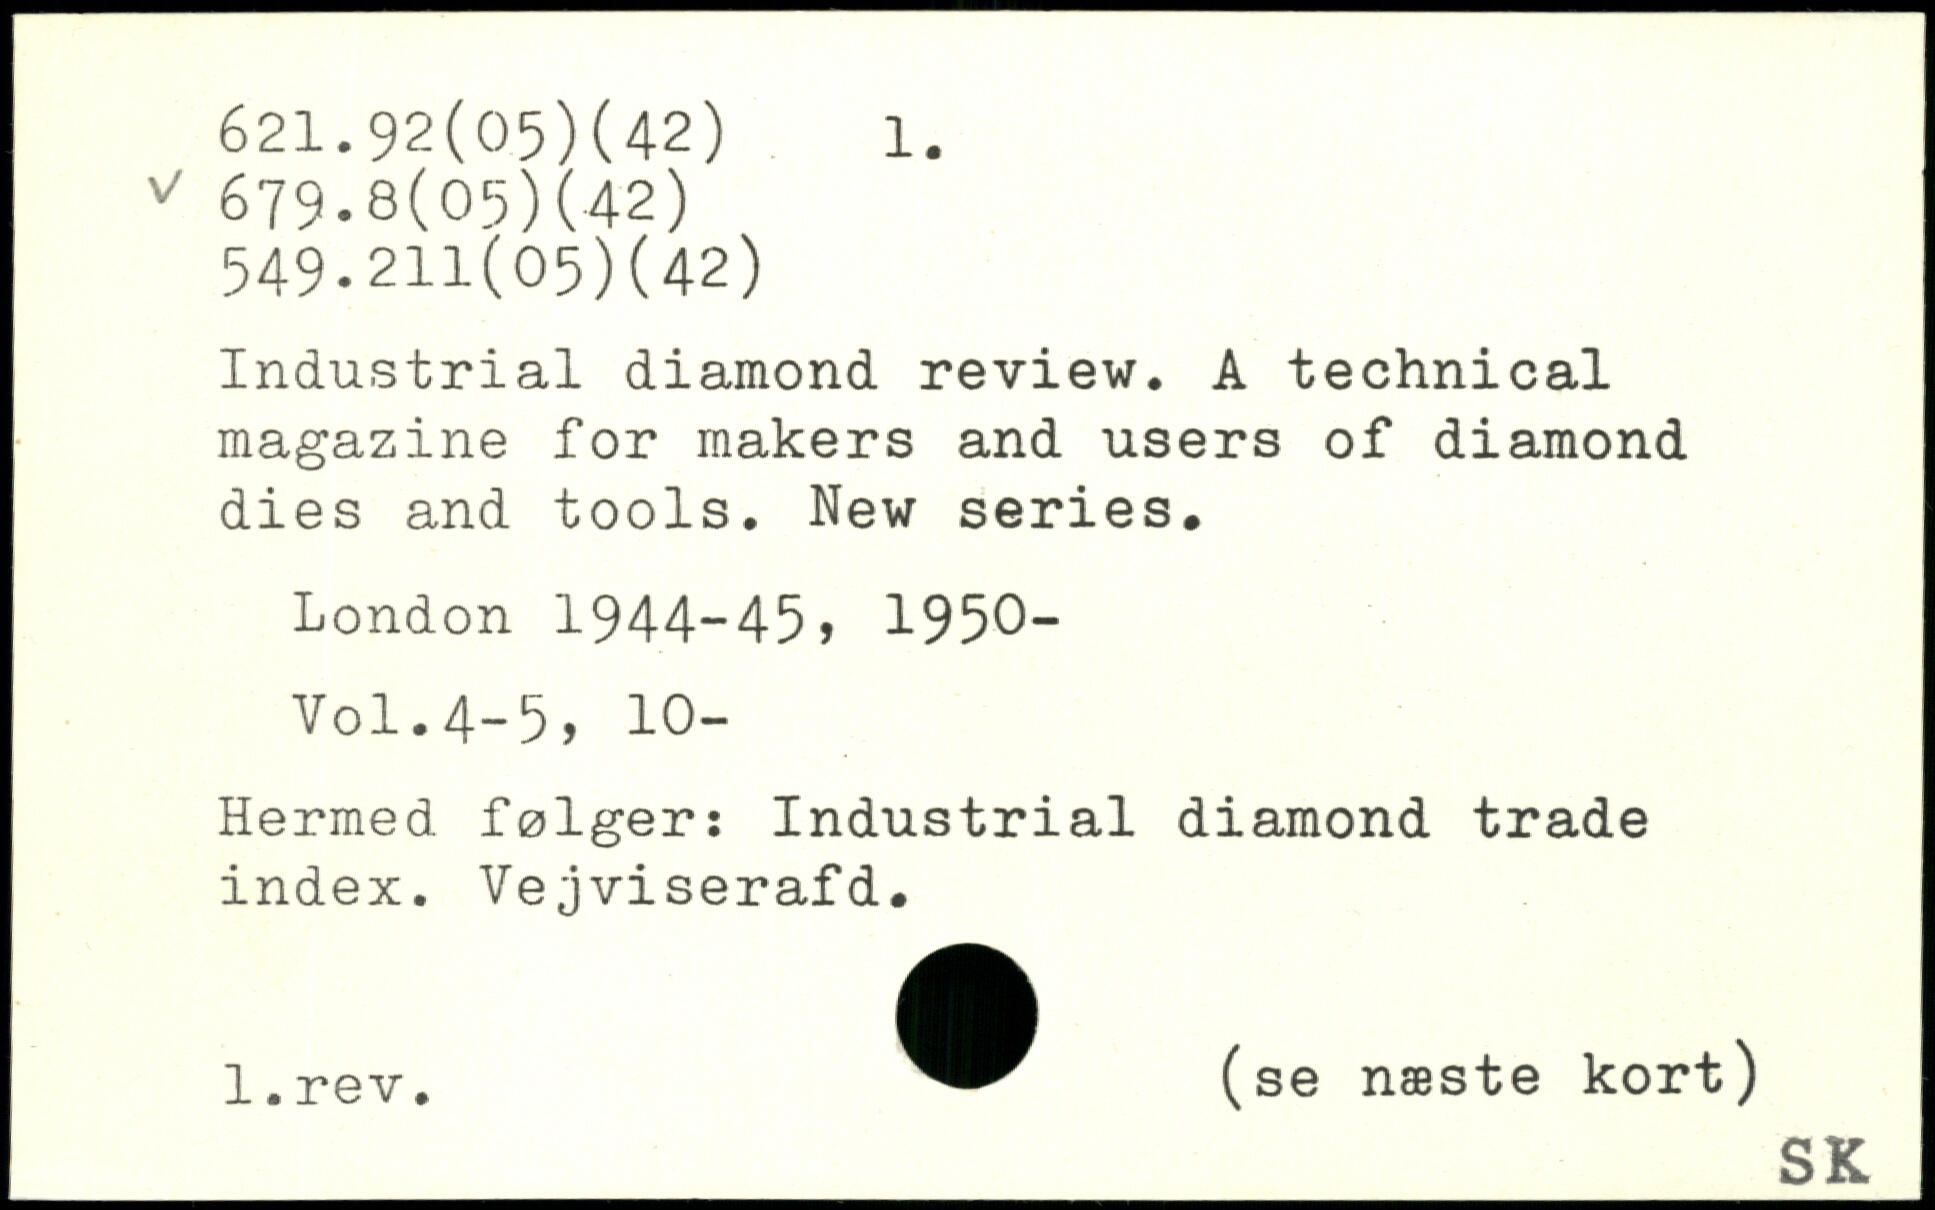 621.92(05)(42) 1.
✓ 679.8(05)(42)
549.211(05)(42)
Industrial diamond review. A technical
magazine for makers and users of diamond
dies and tools. New series.
London 1944-45, 1950-
Vol.4-5, 10-
Hermed følger: Industrial diamond trade
index. Vejviserafd.
1.rev. (se næste kort)
SK